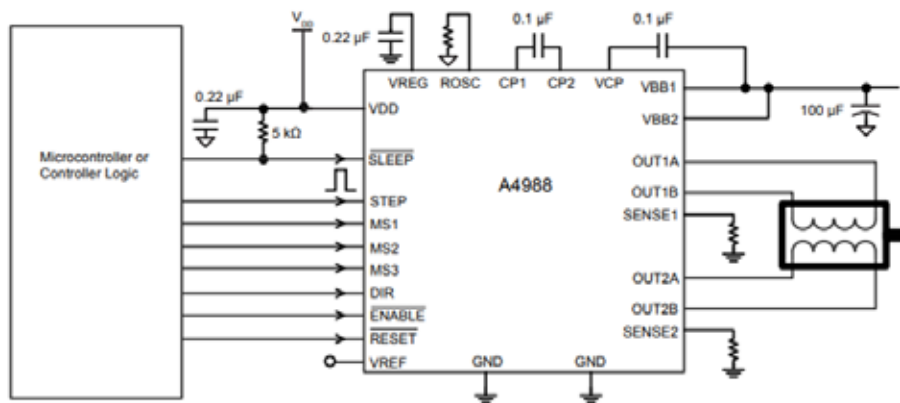 VDD
0.22 µF
0.1 µF
0.1 µF
VREG ROSC CP1 CP2 VCP
0.22 µF
5 kΩ
VDD
VBB1
100 µF
VBB2
Microcontroller or
Controller Logic
SLEEP
A4988
OUT1A
STEP
OUT1B
MS1
SENSE1
MS2
MS3
OUT2A
DIR
OUT2B
ENABLE
SENSE2
RESET
VREF
GND GND